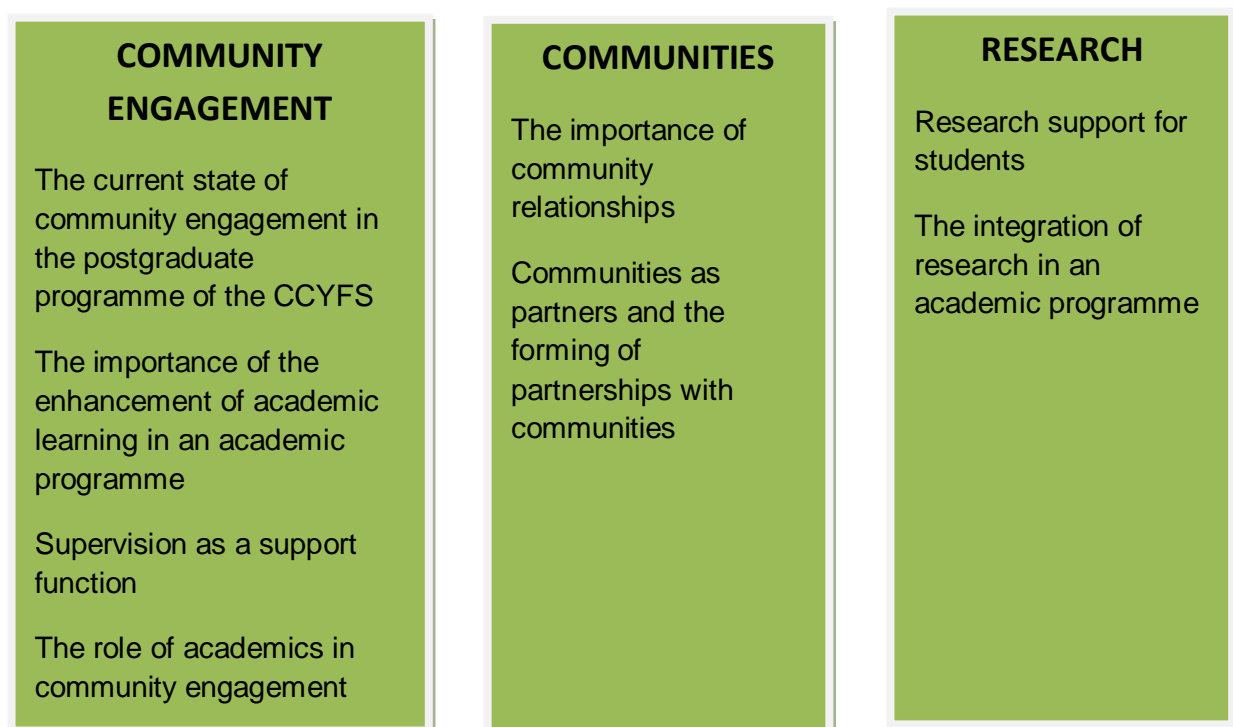 COMMUNITY
ENGAGEMENT
The current state of
community engagement in
the postgraduate
programme of the CCYFS
The importance of the
enhancement of academic
learning in an academic
programme
Supervision as a support
function
The role of academics in
community engagement
COMMUNITIES
The importance of
community
relationships
Communities as
partners and the
forming of
partnerships with
communities
RESEARCH
Research support for
students
The integration of
research in an
academic programme